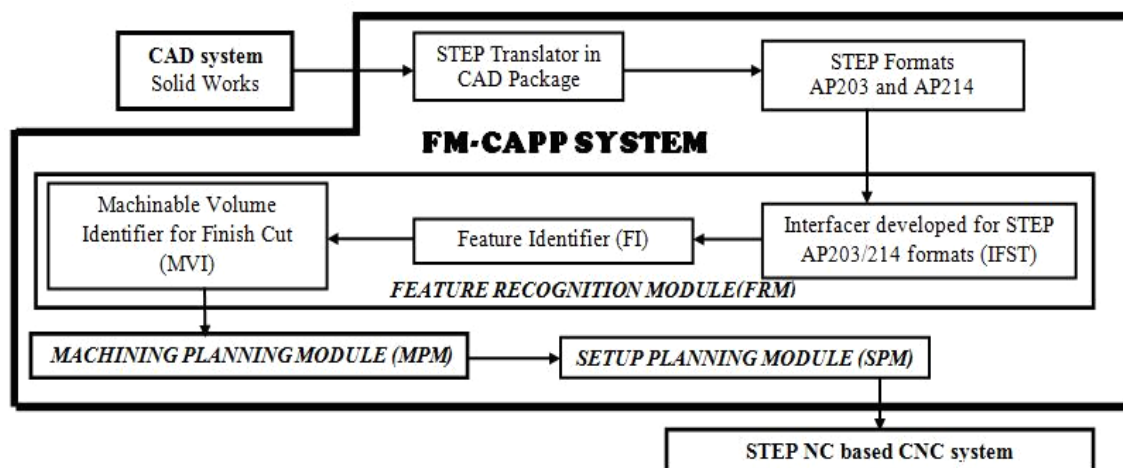 CAD system
Solid Works
STEP Translator in
CAD Package
STEP Formats
AP203 and AP214
FM-CAPP SYSTEM
Machinable Volume
Identifier for Finish Cut
(MVI)
Feature Identifier (FI)
Interfacer developed for STEP
AP203/214 formats (IFST)
FEATURE RECOGNITION MODULE(FRM)
MACHINING PLANNING MODULE (MPM)
SETUP PLANNING MODULE (SPM)
STEP NC based CNC system